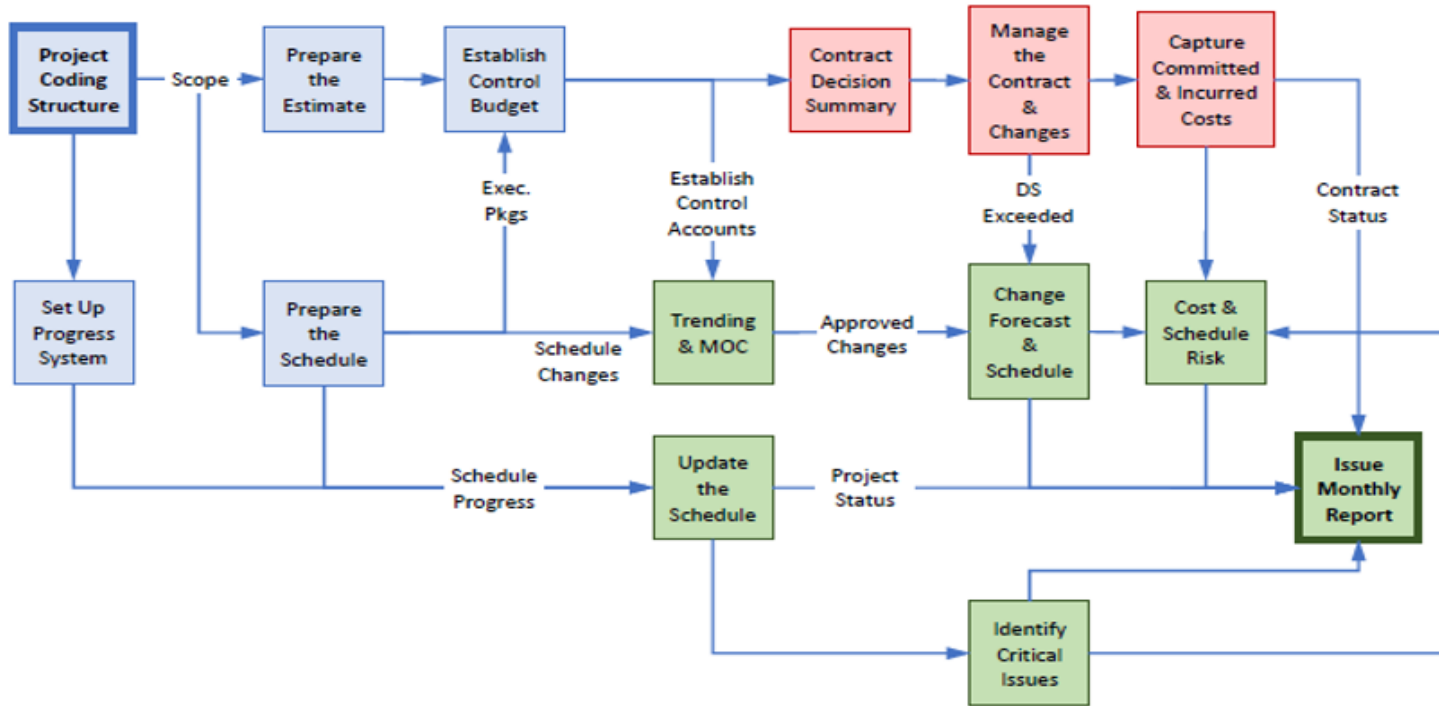 Project
Coding
Structure
Scope
Prepare
the
Estimate
Establish
Control
Budget
Contract
Decision
Summary
Manage
the
Contract
&
Changes
Capture
Committed
& Incurred
Costs
Exec.
Pkgs
Establish
Control
Accounts
DS
Exceeded
Contract
Status
Set Up
Progress
System
Prepare
the
Schedule
Schedule
Changes
Trending
& MOC
Approved
Changes
Change
Forecast
&
Schedule
Cost &
Schedule
Risk
Schedule
Progress
Update
the
Schedule
Project
Status
Issue
Monthly
Report
Identify
Critical
Issues